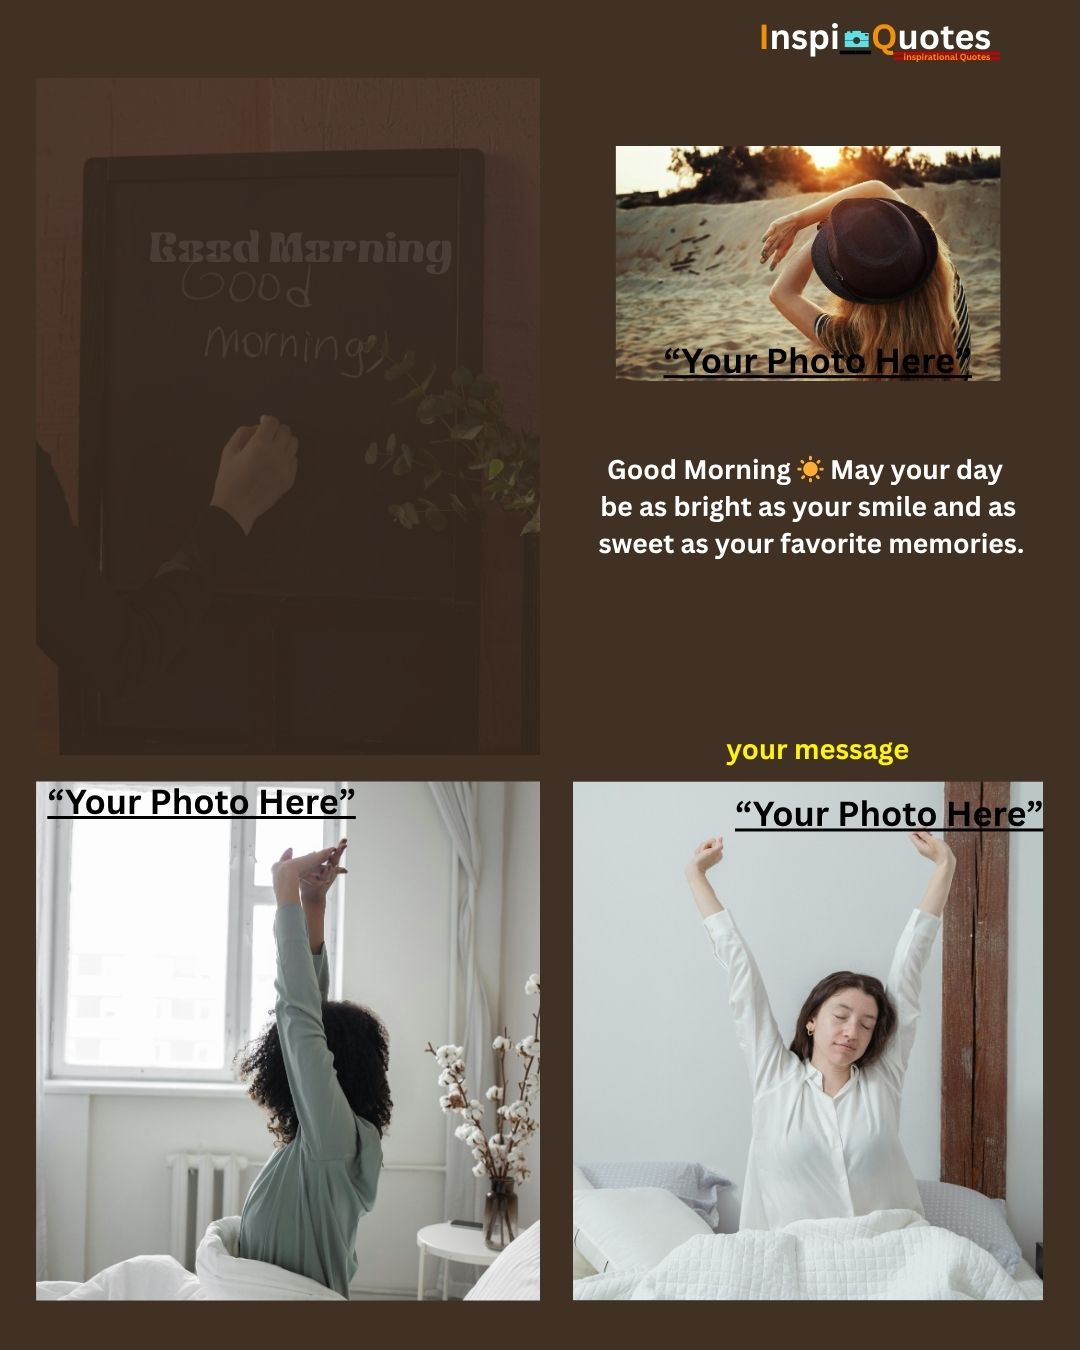 InspiQuotes
inspirational Quotes
Good Morning
Good
morning
“Your Photo Here”
Good Morning ☀️ May your day
be as bright as your smile and as
sweet as your favorite memories.
your message
“Your Photo Here”
“Your Photo Here”